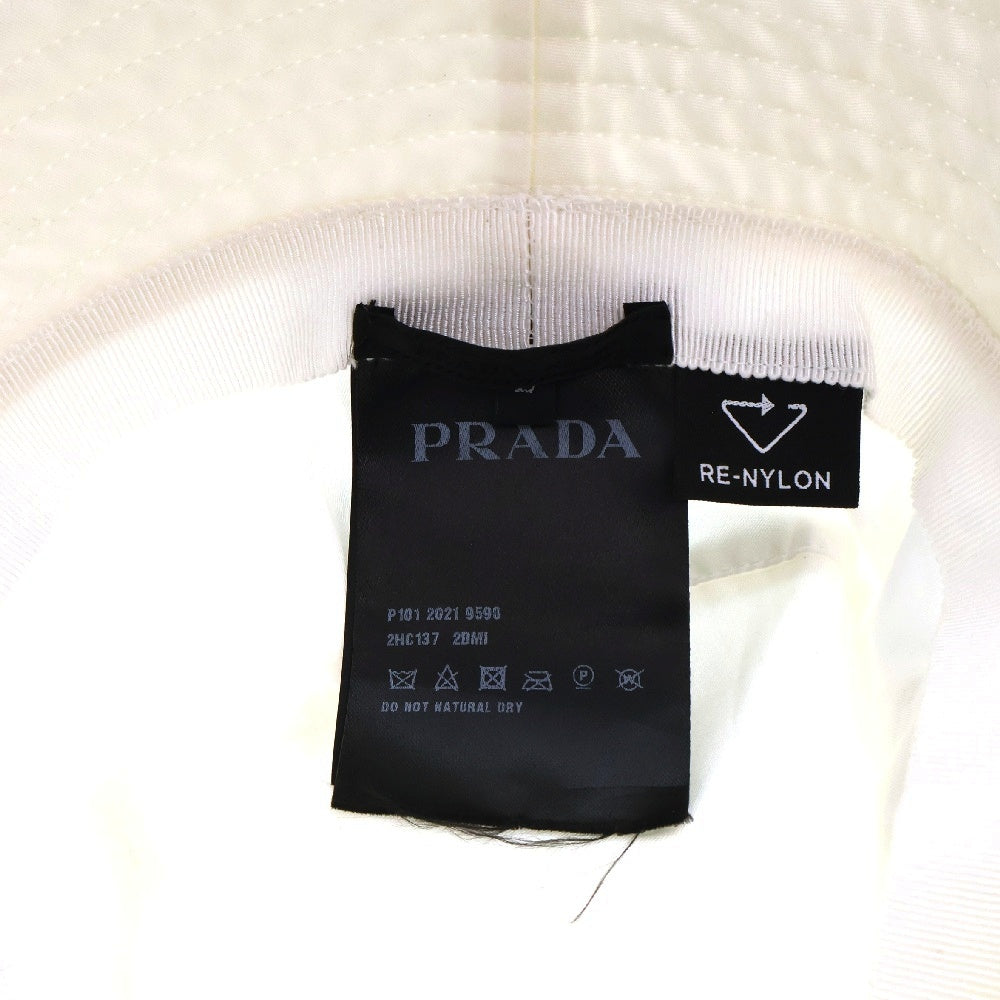 PRADA
RE-NYLON
P101 2021 9590
2HC137 2DMI
P
W
DO NOT NATURAL DRY